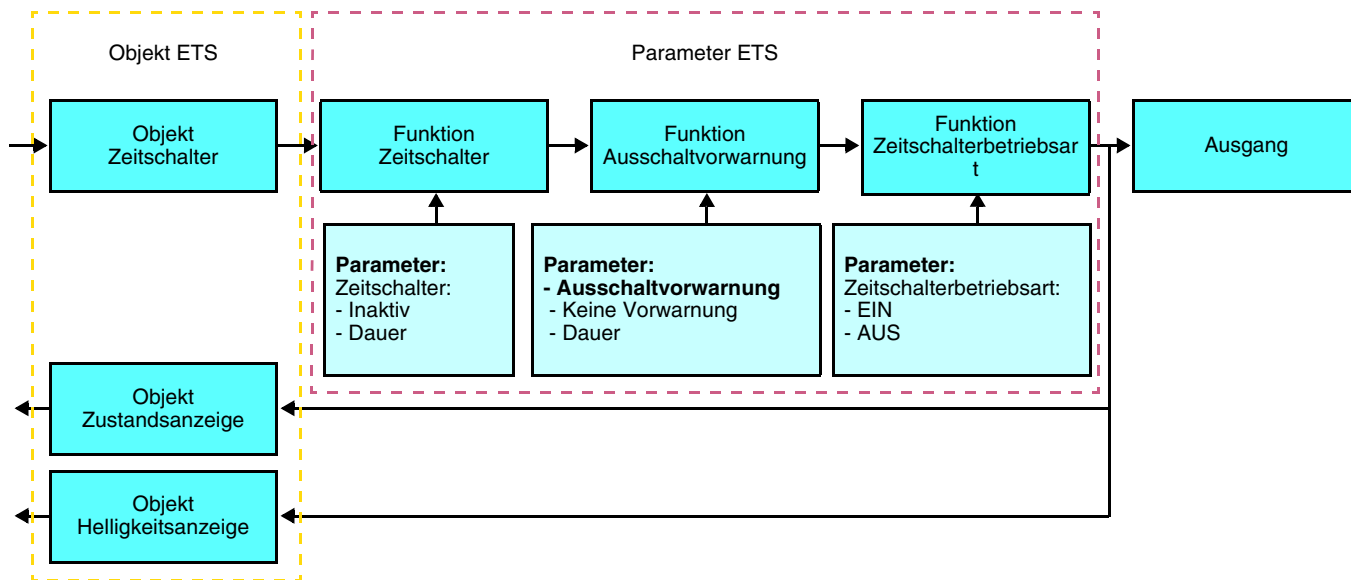 Objekt ETS
Parameter ETS
Objekt
Zeitschalter
Funktion
Zeitschalter
Funktion
Ausschaltvorwarnung
Funktion
Zeitschalterbetriebsar
t
Ausgang
Parameter:
Zeitschalter:
- Inaktiv
- Dauer
Parameter:
- Ausschaltvorwarnung
- Keine Vorwarnung
- Dauer
Parameter:
Zeitschalterbetriebsart:
- EIN
- AUS
Objekt
Zustandsanzeige
Objekt
Helligkeitsanzeige